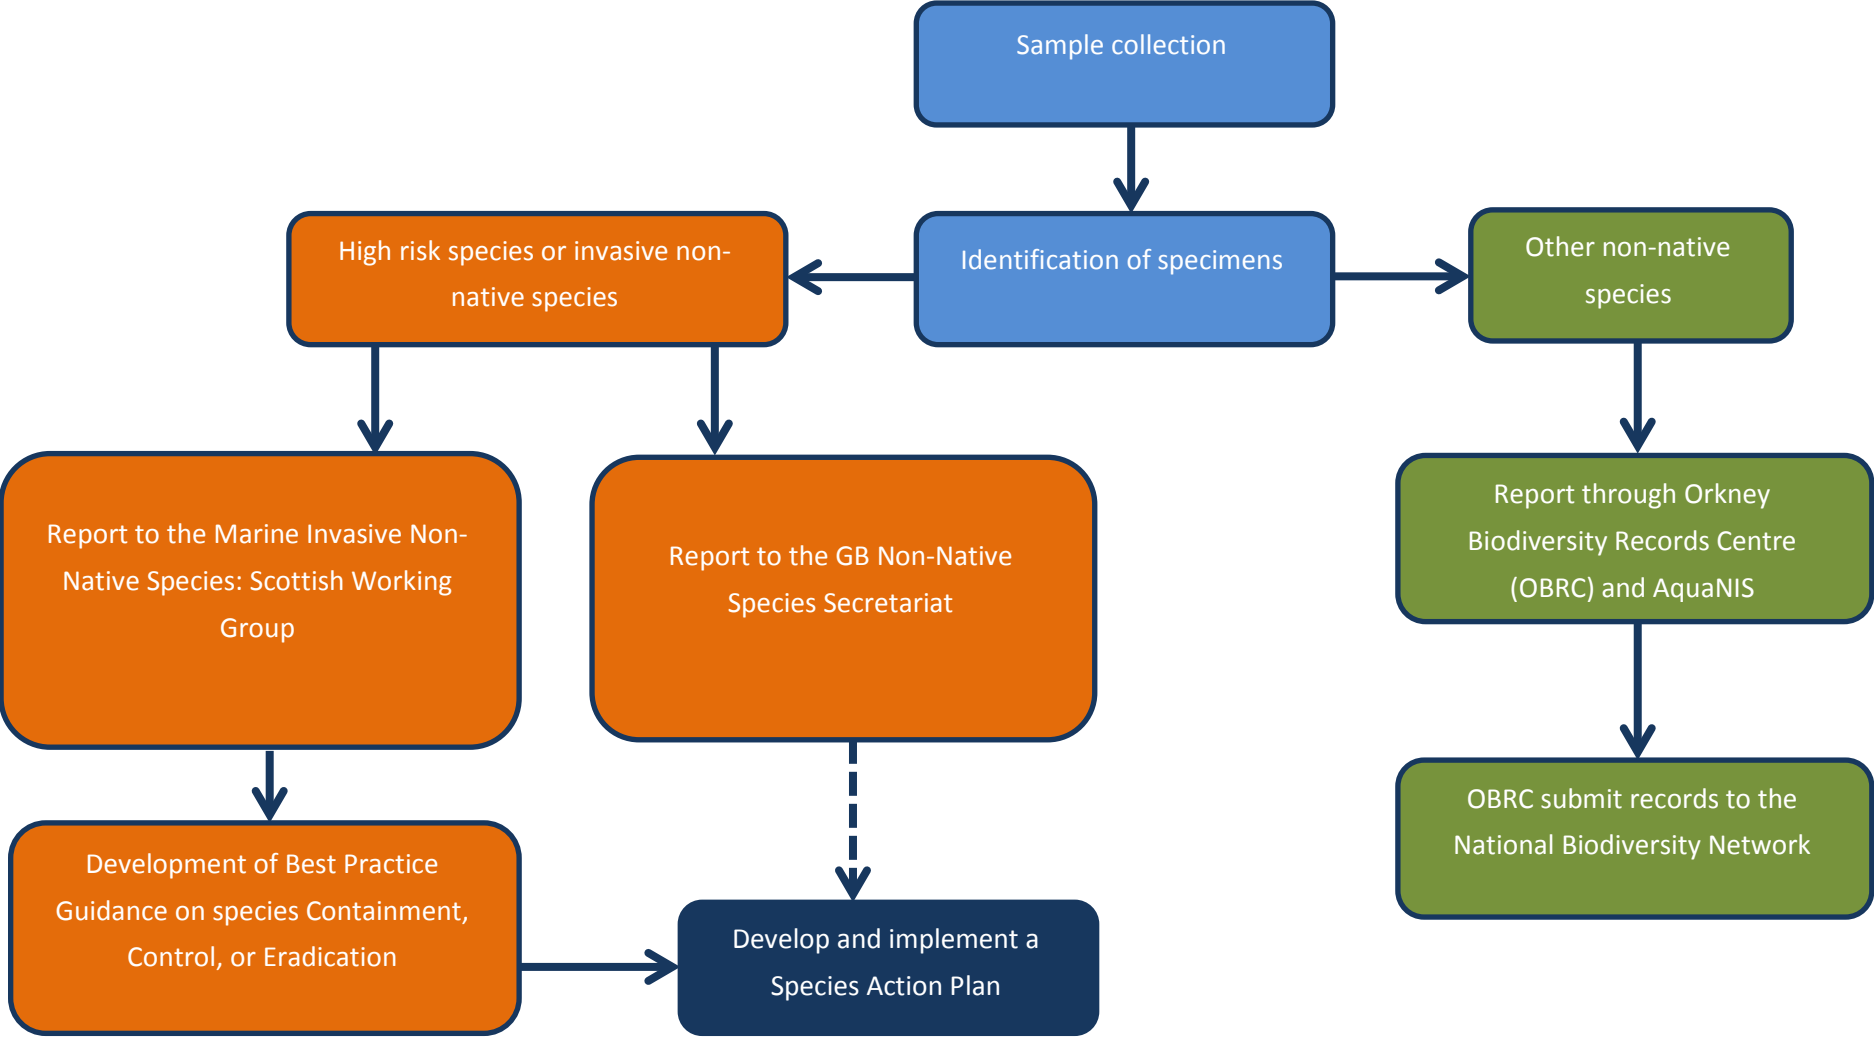 Sample collection
High risk species or invasive non-
native species
Identification of specimens
Other non-native
species
Report to the Marine Invasive Non-
Native Species: Scottish Working
Group
Report to the GB Non-Native
Species Secretariat
Report through Orkney
Biodiversity Records Centre
(OBRC) and AquaNIS
Development of Best Practice
Guidance on species Containment,
Control, or Eradication
Develop and implement a
Species Action Plan
OBRC submit records to the
National Biodiversity Network